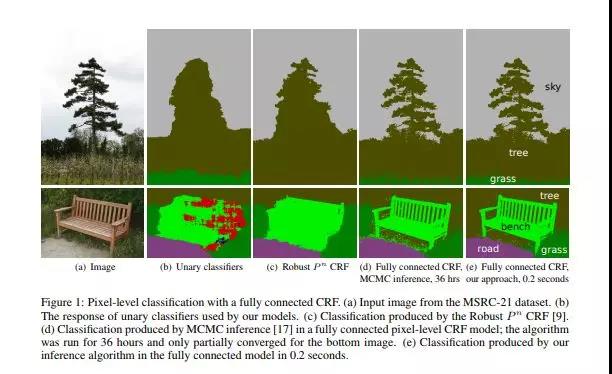 sky
tree
grass
tree
bench
road
grass
(a) Image
(b) Unary classifiers
(c) Robust Pⁿ CRF
(d) Fully connected CRF,
MCMC inference, 36 hrs
(e) Fully connected CRF,
our approach, 0.2 seconds
Figure 1: Pixel-level classification with a fully connected CRF. (a) Input image from the MSRC-21 dataset. (b)
The response of unary classifiers used by our models. (c) Classification produced by the Robust Pⁿ CRF [9].
(d) Classification produced by MCMC inference [17] in a fully connected pixel-level CRF model; the algorithm
was run for 36 hours and only partially converged for the bottom image. (e) Classification produced by our
inference algorithm in the fully connected model in 0.2 seconds.